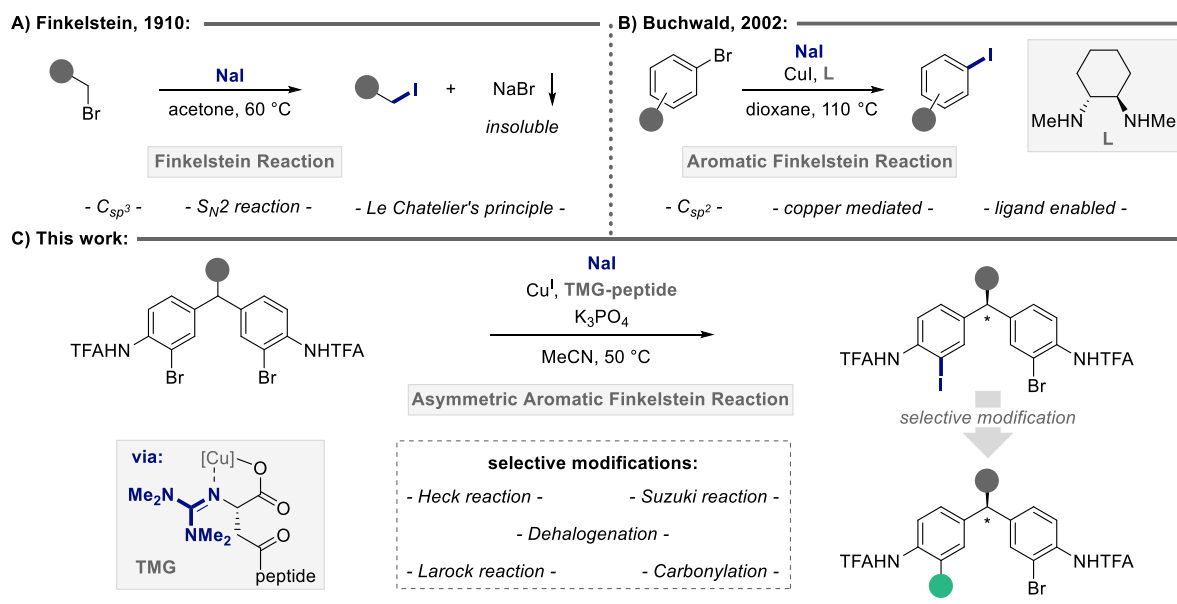 A) Finkelstein, 1910:
Br
NaI
acetone, 60 °C
I
+
NaBr
insoluble
Finkelstein Reaction
- Csp³ -
- SN2 reaction -
- Le Chatelier's principle -
B) Buchwald, 2002:
Br
NaI
CuI, L
dioxane, 110 °C
I
MeHN
NHMe
L
Aromatic Finkelstein Reaction
- Csp² -
- copper mediated -
- ligand enabled -
C) This work:
TFAHN
Br
Br
NHTFA
NaI
Cuᴵ, TMG-peptide
K₃PO₄
MeCN, 50 °C
Asymmetric Aromatic Finkelstein Reaction
*
TFAHN
I
Br
NHTFA
selective modification
via:
[Cu]
O
O
Me₂N
N
NMe₂
O
TMG
peptide
selective modifications:
- Heck reaction -
- Suzuki reaction -
- Dehalogenation -
- Larock reaction -
- Carbonylation -
*
TFAHN
Br
NHTFA